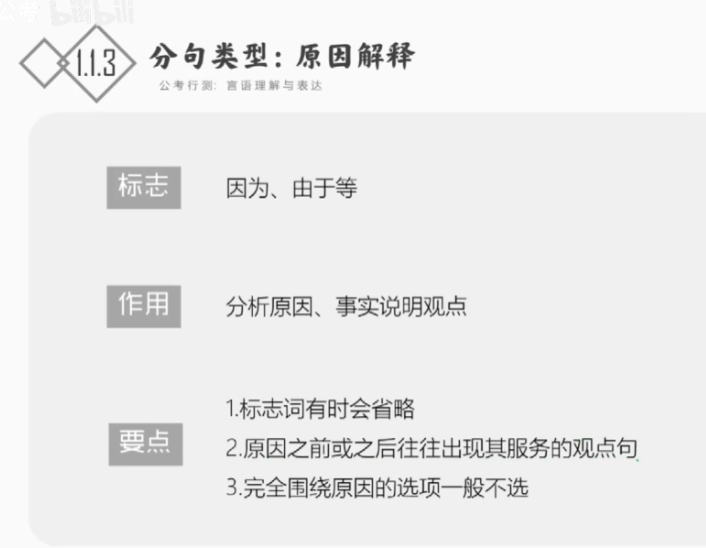 公考 bilibili
1.1.3 分句类型：原因解释
公考行测：言语理解与表达
标志 因为、由于等
作用 分析原因、事实说明观点
1.标志词有时会省略
要点 2.原因之前或之后往往出现其服务的观点句
3.完全围绕原因的选项一般不选